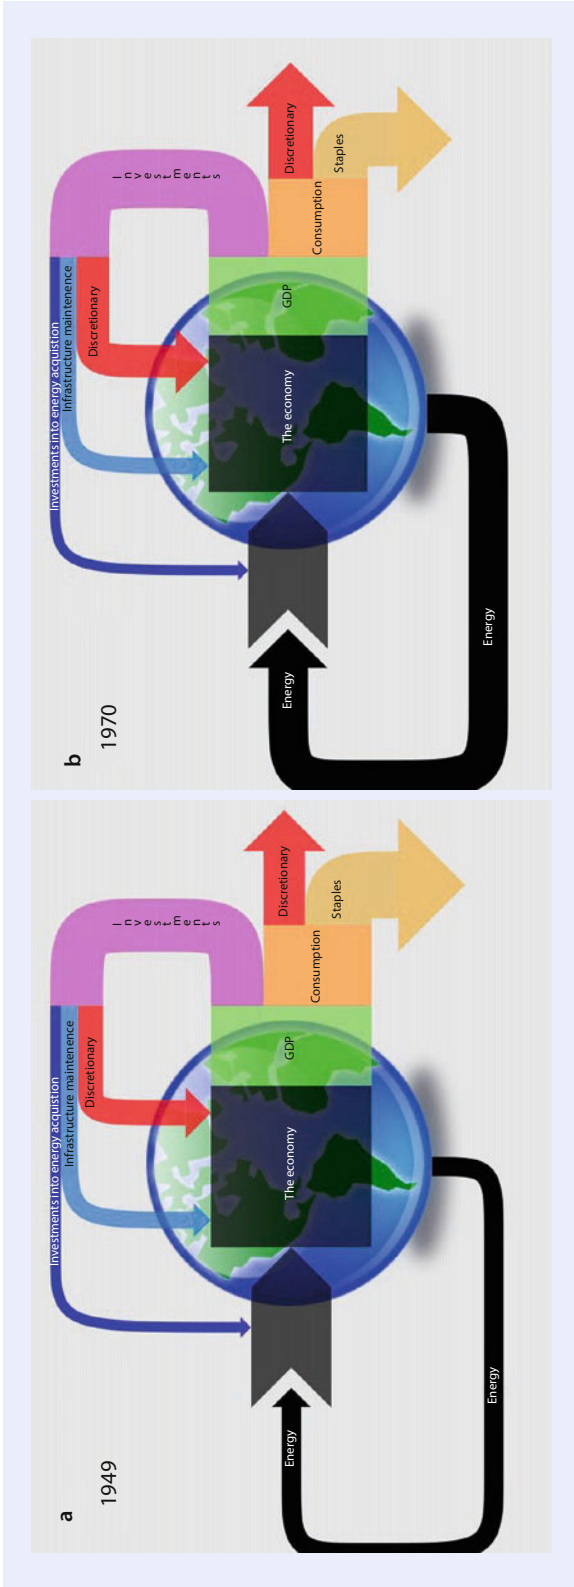 a
1949
Investments into energy acquistion
Infrastructure maintenence
Discretionary
Investments
Energy
The economy
GDP
Consumption
Discretionary
Staples
Energy
b
1970
Investments into energy acquistion
Infrastructure maintenence
Discretionary
Investments
Energy
The economy
GDP
Consumption
Discretionary
Staples
Energy